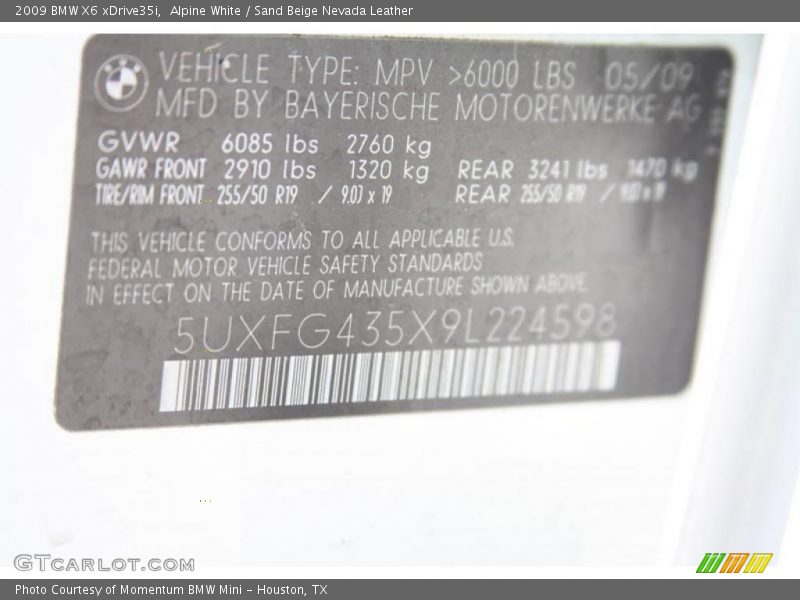 2009 BMW X6 xDrive35i,  Alpine White / Sand Beige Nevada Leather
VEHICLE TYPE: MPV >6000 LBS 05/09
MFD BY BAYERISCHE MOTORENWERKE AG
GVWR 6085 lbs 2760 kg
GAWR FRONT 2910 lbs 1320 kg REAR 3241 lbs 1470 kg
TIRE/RIM FRONT 255/50 R19 / 9.0J x 19 REAR 255/50 R19 / 9.0J x 19
THIS VEHICLE CONFORMS TO ALL APPLICABLE U.S.
FEDERAL MOTOR VEHICLE SAFETY STANDARDS
IN EFFECT ON THE DATE OF MANUFACTURE SHOWN ABOVE
5UXFG435X9L224598
GTCARLOT.COM
Photo Courtesy of Momentum BMW Mini - Houston, TX